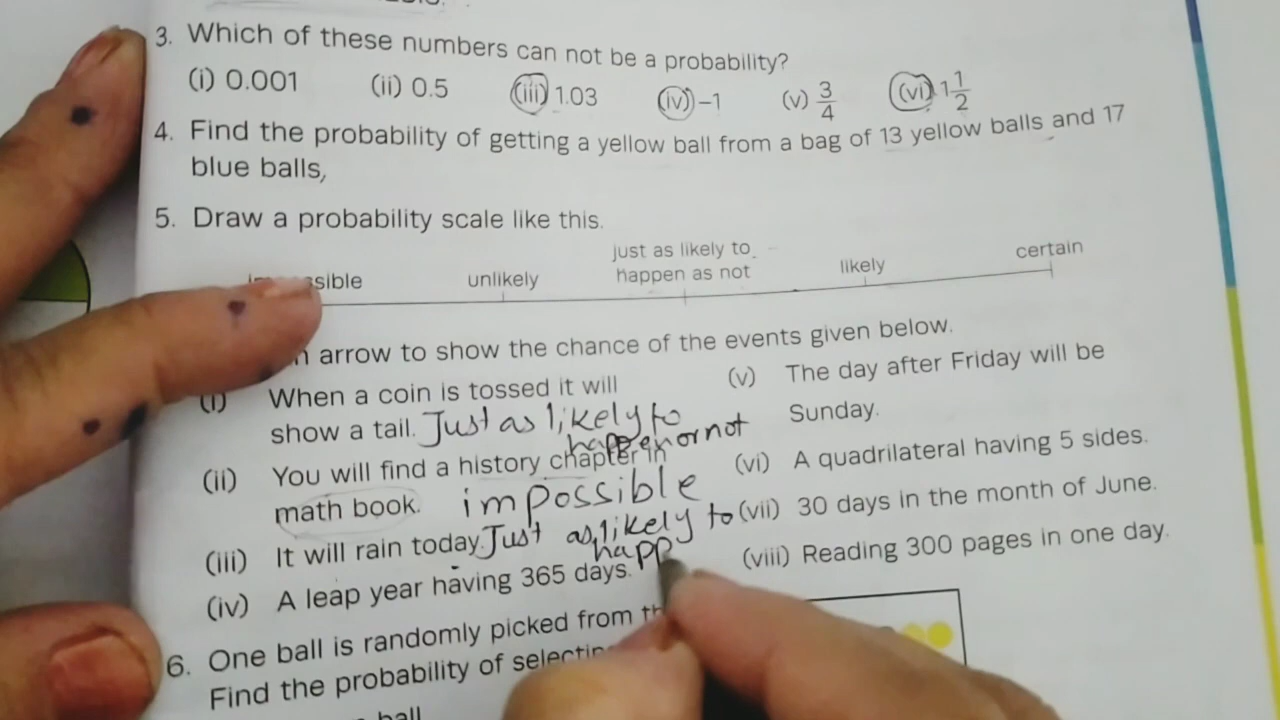 3. Which of these numbers can not be a probability?
(i) 0.001 (ii) 0.5 (iii) 1.03 (iv) –1 (v) 3/4 (vi) 1 1/2
4. Find the probability of getting a yellow ball from a bag of 13 yellow balls and 17
blue balls,
5. Draw a probability scale like this.
just as likely to
happen as not
unlikely likely certain
arrow to show the chance of the events given below.
(i) When a coin is tossed it will
show a tail. Just as likely to
happen or not
(ii) You will find a history chapter in
math book. impossible
(iii) It will rain today. Just as likely to
happ
(iv) A leap year having 365 days.
(v) The day after Friday will be
Sunday.
(vi) A quadrilateral having 5 sides.
(vii) 30 days in the month of June.
(viii) Reading 300 pages in one day.
6. One ball is randomly picked from
Find the probability of
ball